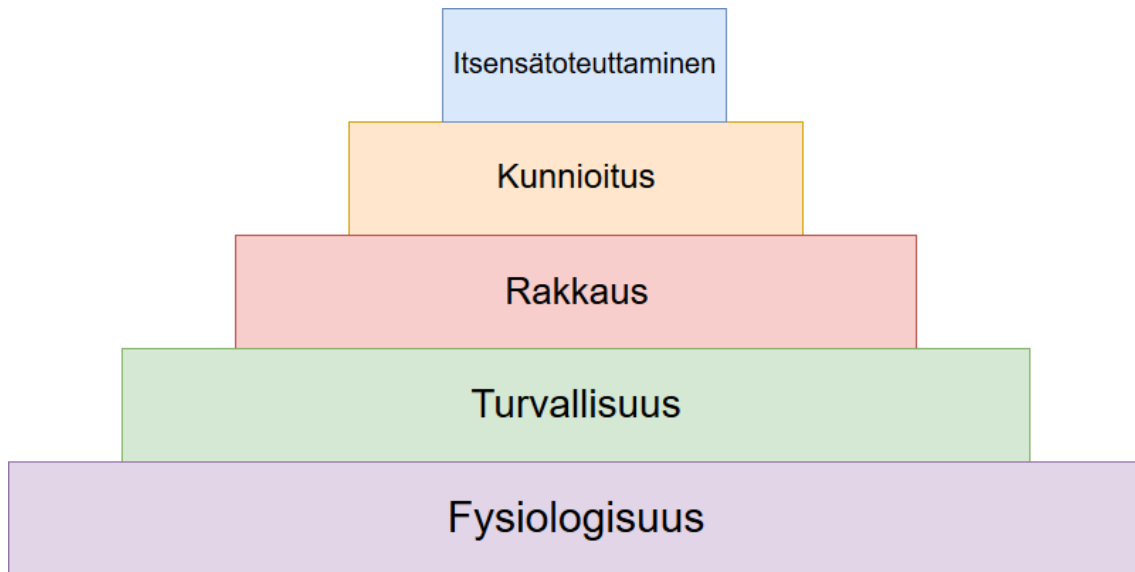 Itsensätoteuttaminen
Kunnioitus
Rakkaus
Turvallisuus
Fysiologisuus